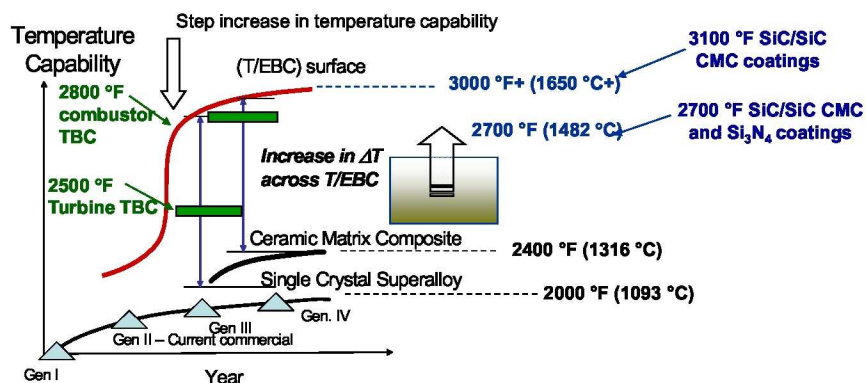 Step increase in temperature capability
Temperature
Capability
(T/EBC) surface
3100 °F SiC/SiC
CMC coatings
2800 °F
combustor
TBC
3000 °F+ (1650 °C+)
2700 °F (1482 °C)
2700 °F SiC/SiC CMC
and Si₃N₄ coatings
Increase in ΔT
across T/EBC
2500 °F
Turbine TBC
Ceramic Matrix Composite
2400 °F (1316 °C)
Single Crystal Superalloy
2000 °F (1093 °C)
Gen. IV
Gen III
Gen II – Current commercial
Gen I
Year